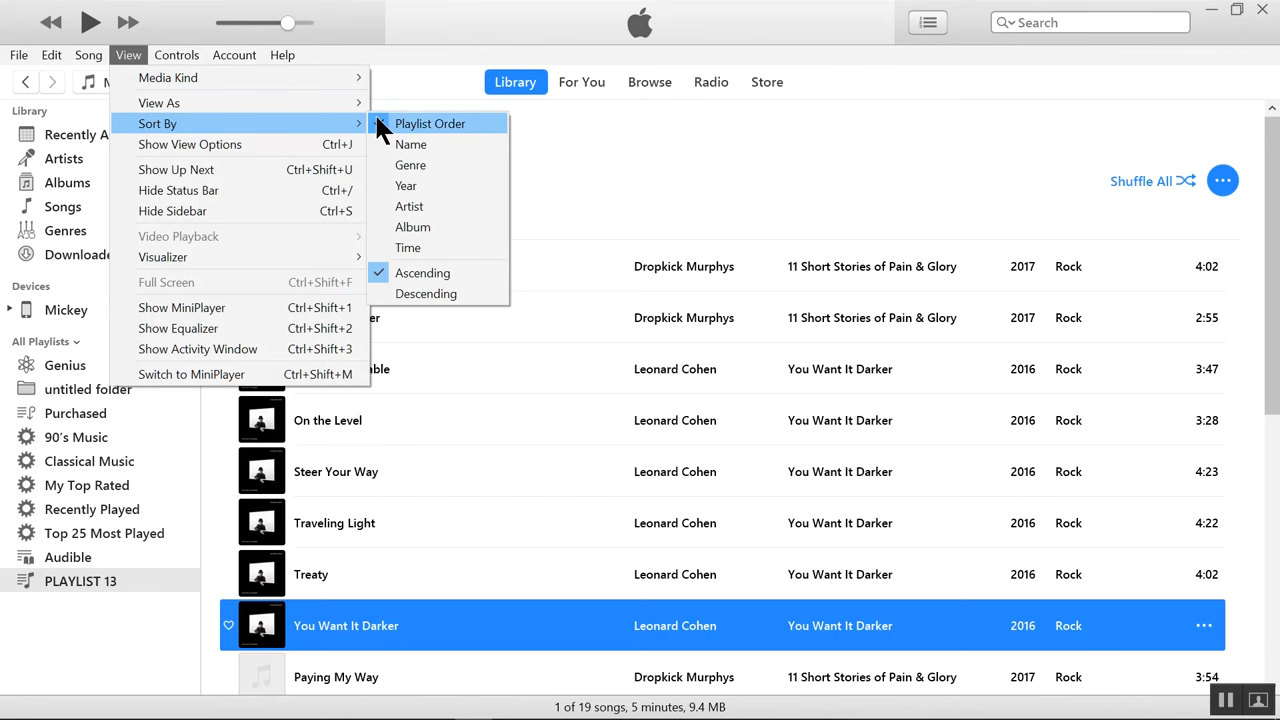 Search
File Edit Song View Controls Account Help
Library For You Browse Radio Store
Library
Recently A
Artists
Albums
Songs
Genres
Downloade
Devices
Mickey
All Playlists
Genius
untitled folder
Purchased
90's Music
Classical Music
My Top Rated
Recently Played
Top 25 Most Played
Audible
PLAYLIST 13
Media Kind
View As
Sort By
Show View Options Ctrl+J
Show Up Next Ctrl+Shift+U
Hide Status Bar Ctrl+/
Hide Sidebar Ctrl+S
Video Playback
Visualizer
Full Screen Ctrl+Shift+F
Show MiniPlayer Ctrl+Shift+1
Show Equalizer Ctrl+Shift+2
Show Activity Window Ctrl+Shift+3
Switch to MiniPlayer Ctrl+Shift+M
Playlist Order
Name
Genre
Year
Artist
Album
Time
Ascending
Descending
Shuffle All
Dropkick Murphys 11 Short Stories of Pain & Glory 2017 Rock 4:02
er Dropkick Murphys 11 Short Stories of Pain & Glory 2017 Rock 2:55
able Leonard Cohen You Want It Darker 2016 Rock 3:47
On the Level Leonard Cohen You Want It Darker 2016 Rock 3:28
Steer Your Way Leonard Cohen You Want It Darker 2016 Rock 4:23
Traveling Light Leonard Cohen You Want It Darker 2016 Rock 4:22
Treaty Leonard Cohen You Want It Darker 2016 Rock 4:02
You Want It Darker Leonard Cohen You Want It Darker 2016 Rock
Paying My Way Dropkick Murphys 11 Short Stories of Pain & Glory 2017 Rock 3:54
1 of 19 songs, 5 minutes, 9.4 MB